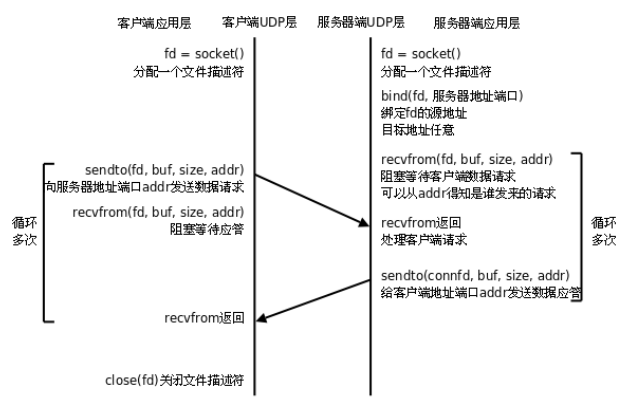 客户端应用层 客户端UDP层 服务器端UDP层 服务器端应用层
fd = socket()
分配一个文件描述符
fd = socket()
分配一个文件描述符
bind(fd, 服务器地址端口)
绑定fd的源地址
目标地址任意
sendto(fd, buf, size, addr)
向服务器地址端口addr发送数据请求
recvfrom(fd, buf, size, addr)
阻塞等待应答
循环
多次
recvfrom(fd, buf, size, addr)
阻塞等待客户端数据请求
可以从addr得知是谁发来的请求
recvfrom返回
处理客户端请求
循环
多次
sendto(connfd, buf, size, addr)
给客户端地址端口addr发送数据应答
recvfrom返回
close(fd)关闭文件描述符